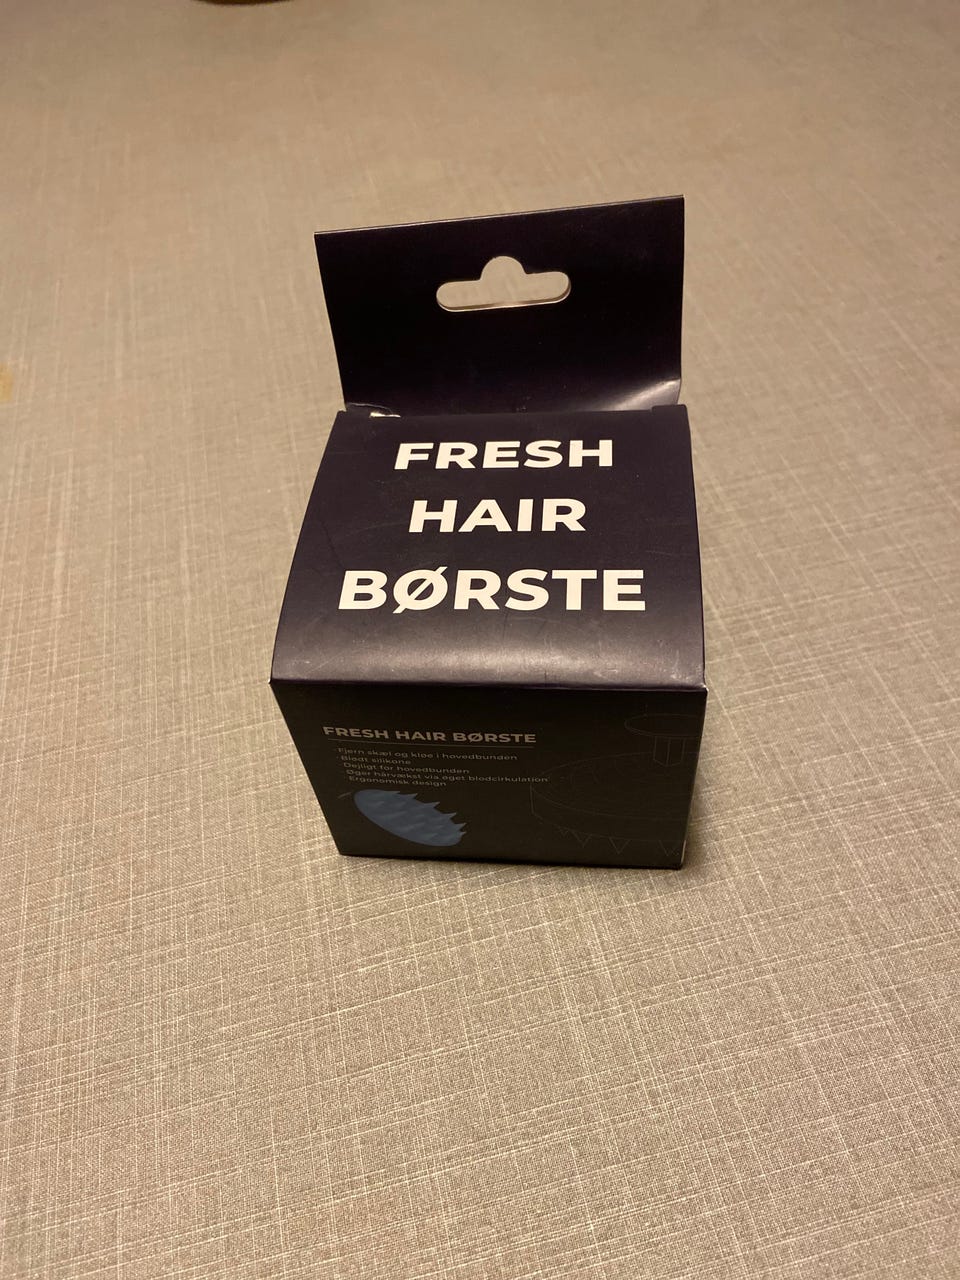 FRESH
HAIR
BØRSTE
FRESH HAIR BØRSTE
· Fjern skæl og kløe i hovedbunden
· Blødt silikone
· Dejligt for hovedbunden
· Øger hårvækst via øget blodcirkulation
· Ergonomisk design